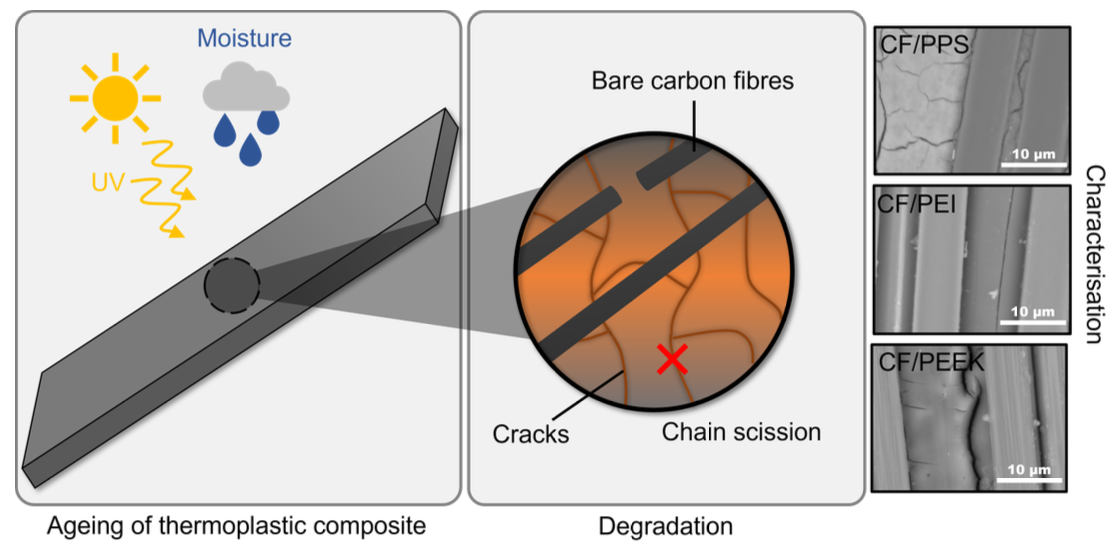 Moisture
UV
Ageing of thermoplastic composite
Bare carbon fibres
Cracks
Chain scission
Degradation
CF/PPS
10 μm
CF/PEI
10 μm
CF/PEEK
10 μm
Characterisation